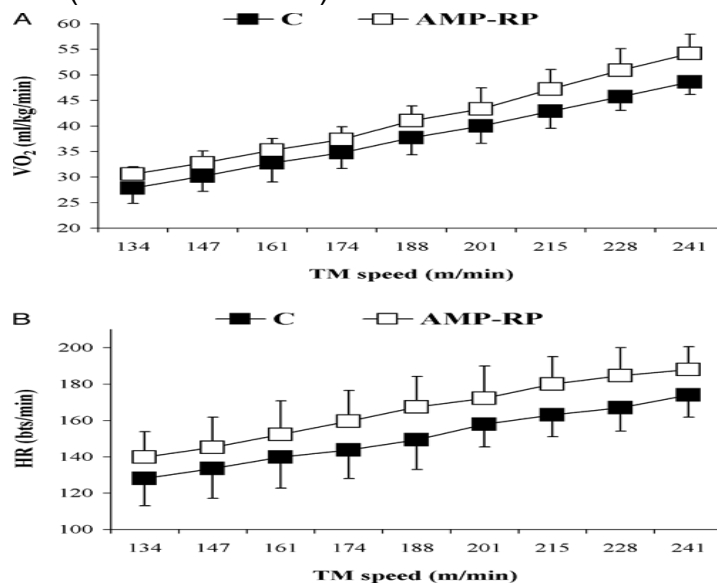 A
C AMP-RP
60
55
50
45
40
35
30
25
20
VO₂ (ml/kg/min)
134 147 161 174 188 201 215 228 241
TM speed (m/min)
B
C AMP-RP
200
180
160
140
120
100
HR (bts/min)
134 147 161 174 188 201 215 228 241
TM speed (m/min)